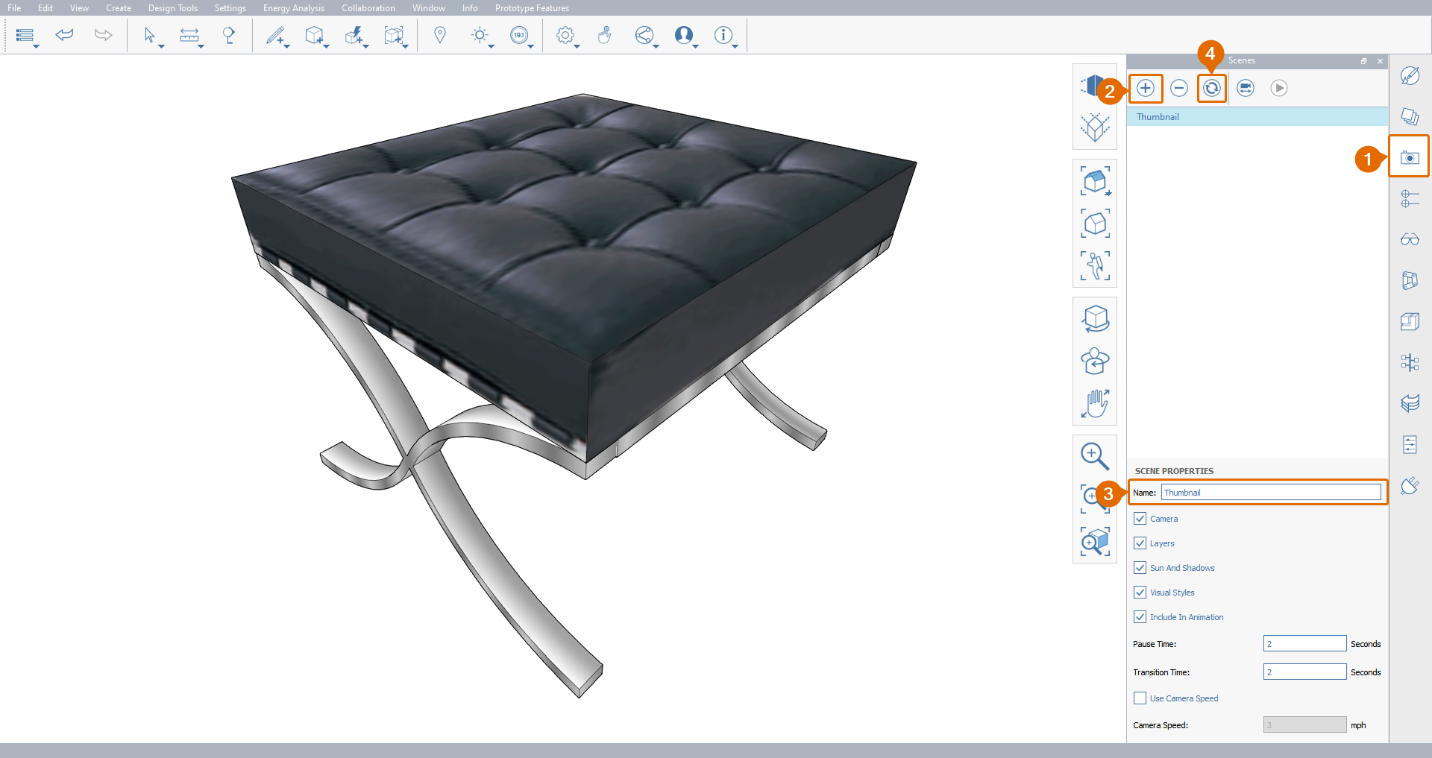 File Edit View Create Design Tools Settings Energy Analysis Collaboration Window Info Prototype Features
4
Scenes
2
Thumbnail
1
SCENE PROPERTIES
3
Name: Thumbnail
Camera
Layers
Sun And Shadows
Visual Styles
Include In Animation
Pause Time: 2 Seconds
Transition Time: 2 Seconds
Use Camera Speed
Camera Speed: 3 mph